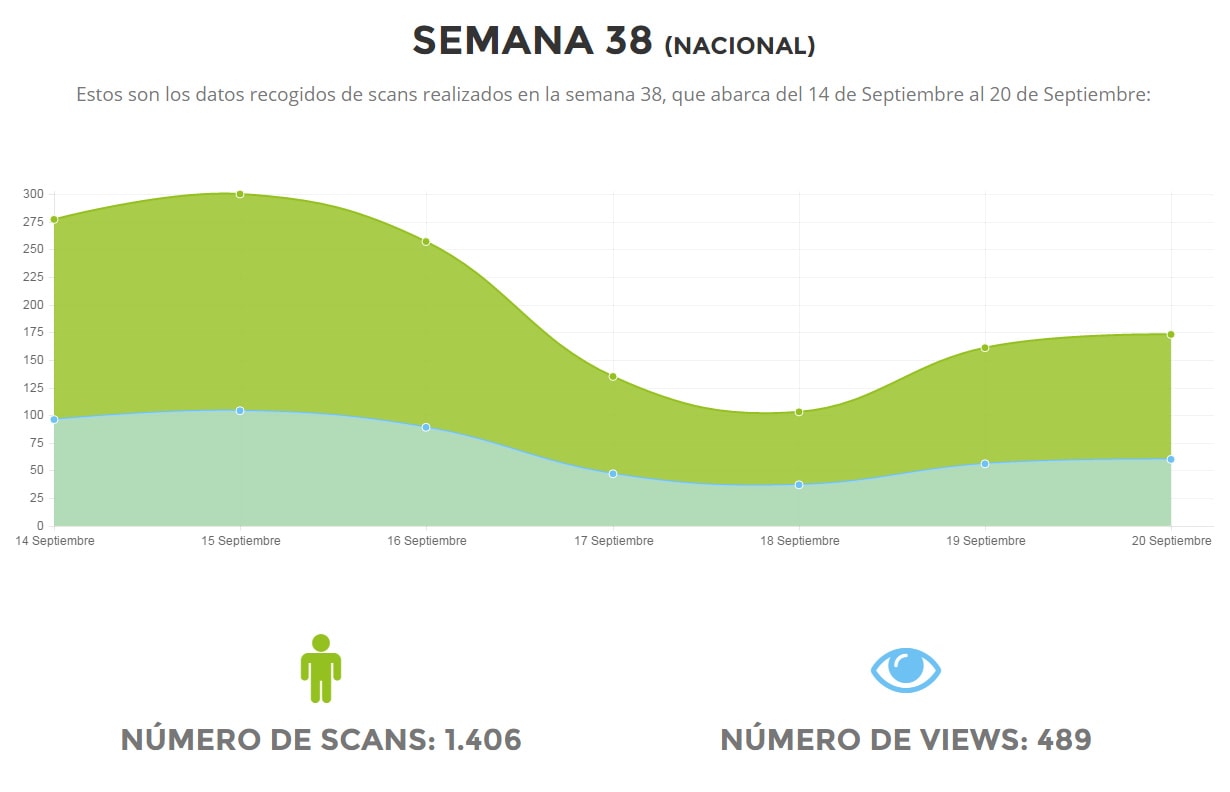 SEMANA 38 (NACIONAL)
Estos son los datos recogidos de scans realizados en la semana 38, que abarca del 14 de Septiembre al 20 de Septiembre:
300
275
250
225
200
175
150
125
100
75
50
25
0
14 Septiembre 15 Septiembre 16 Septiembre 17 Septiembre 18 Septiembre 19 Septiembre 20 Septiembre
NÚMERO DE SCANS: 1.406
NÚMERO DE VIEWS: 489